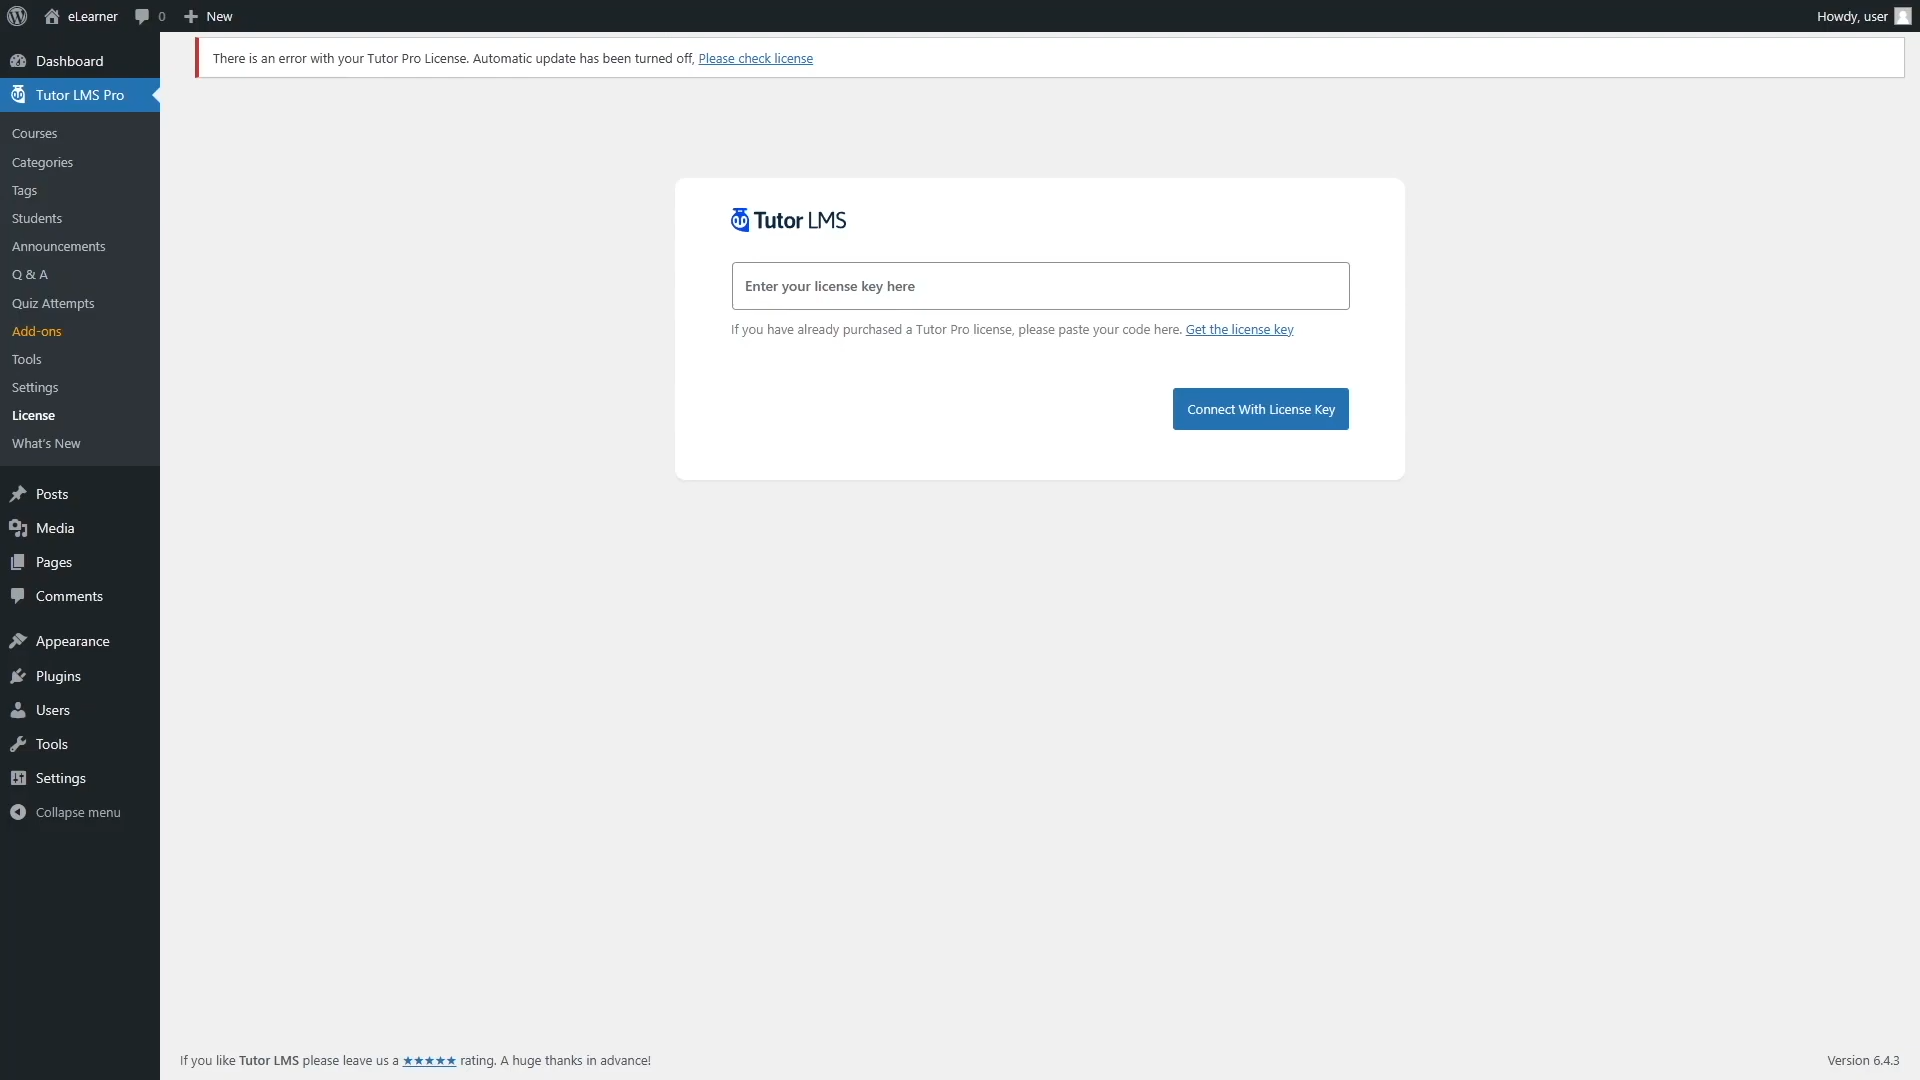 eLearner 0 New Howdy, user
Dashboard
Tutor LMS Pro
Courses
Categories
Tags
Students
Announcements
Q & A
Quiz Attempts
Add-ons
Tools
Settings
License
What's New
Posts
Media
Pages
Comments
Appearance
Plugins
Users
Tools
Settings
Collapse menu
There is an error with your Tutor Pro License. Automatic update has been turned off, Please check license
Tutor LMS
Enter your license key here
If you have already purchased a Tutor Pro license, please paste your code here. Get the license key
Connect With License Key
If you like Tutor LMS please leave us a ★★★★★ rating. A huge thanks in advance!
Version 6.4.3